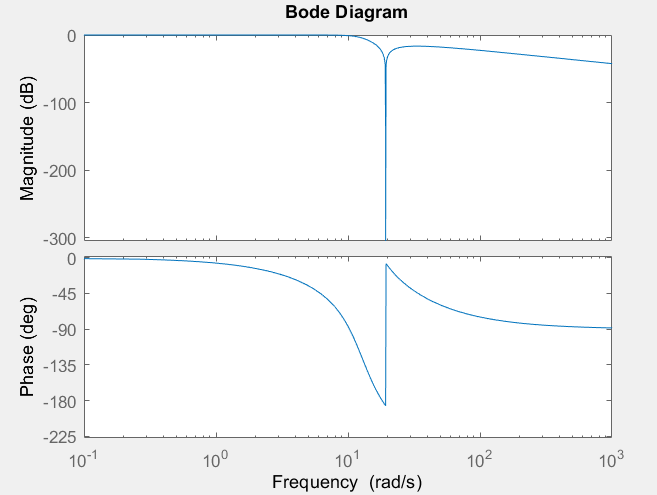 Bode Diagram
0
-100
-200
-300
Magnitude (dB)
0
-45
-90
-135
-180
-225
Phase (deg)
10^-1 10^0 10^1 10^2 10^3
Frequency (rad/s)